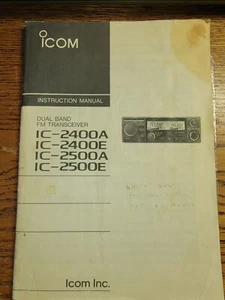 ICOM
INSTRUCTION MANUAL
DUAL BAND
FM TRANSCEIVER
IC-2400A
IC-2400E
IC-2500A
IC-2500E
Icom Inc.